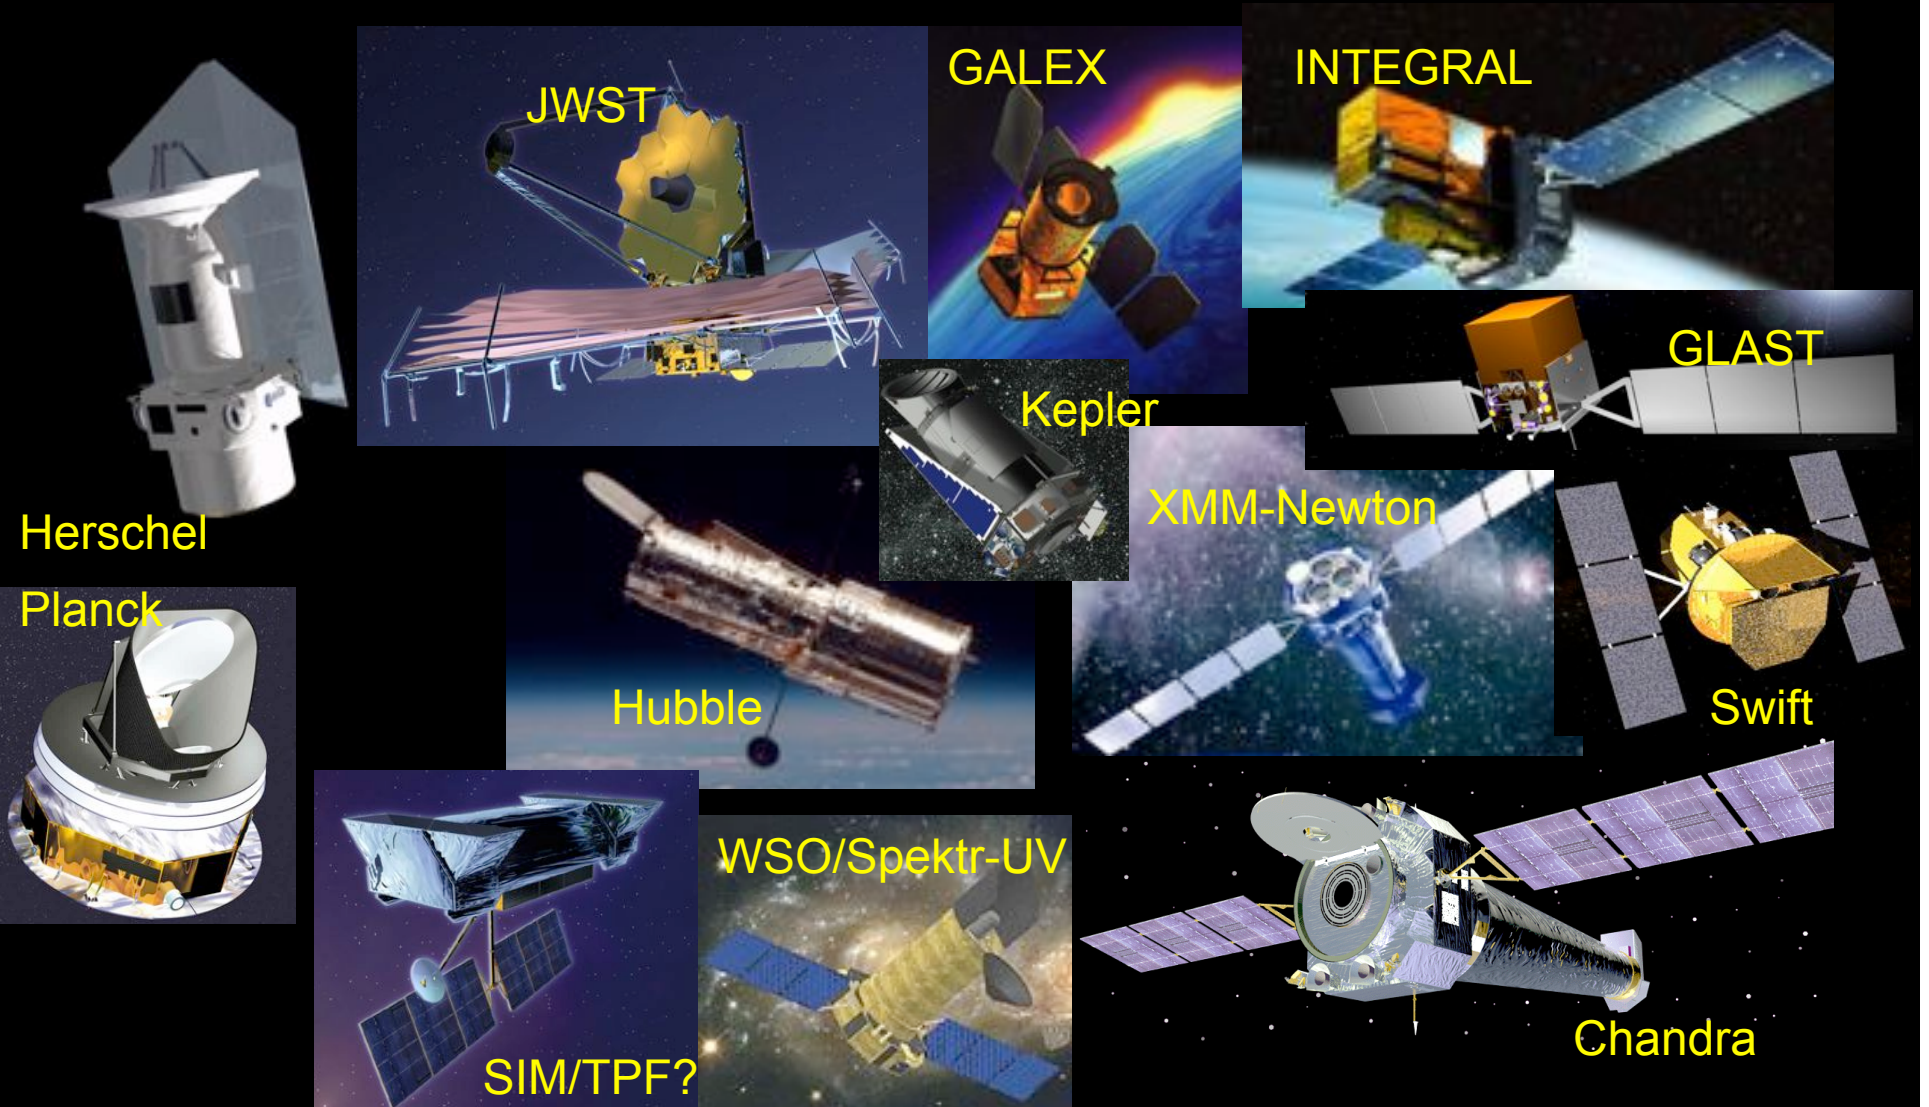 GALEX
INTEGRAL
JWST
GLAST
Kepler
XMM-Newton
Herschel
Planck
Hubble
Swift
WSO/Spektr-UV
Chandra
SIM/TPF?